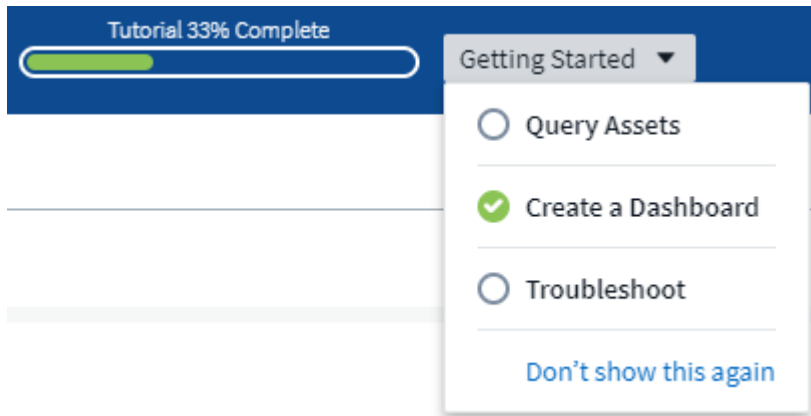 Tutorial 33% Complete
Getting Started
Query Assets
Create a Dashboard
Troubleshoot
Don’t show this again